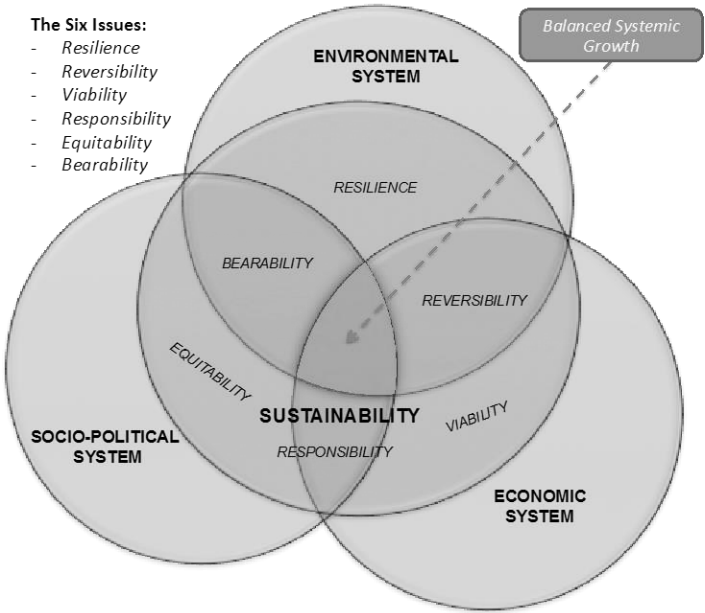 The Six Issues:
- Resilience
- Reversibility
- Viability
- Responsibility
- Equitability
- Bearability
Balanced Systemic
Growth
ENVIRONMENTAL
SYSTEM
RESILIENCE
BEARABILITY
REVERSIBILITY
EQUITABILITY
SUSTAINABILITY
VIABILITY
RESPONSIBILITY
SOCIO-POLITICAL
SYSTEM
ECONOMIC
SYSTEM